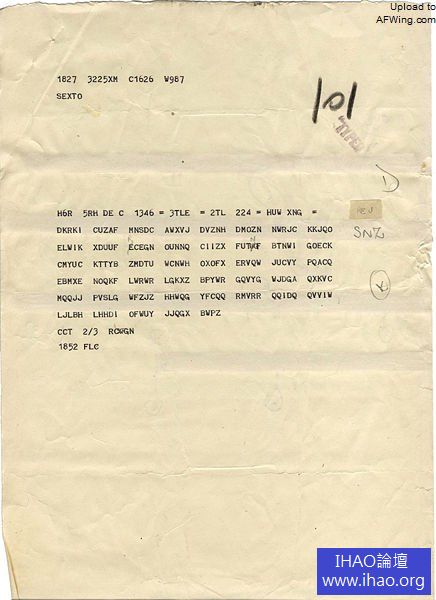 Upload to
AFWing.com
1827 3225XM C1626 W987
SEXTO
101
H6R 5RH DE C 1346 = 3TLE = 2TL 224 = HUW XNG =
DKRKI CUZAF MNSDC AWXVJ DVZNH DMOZN NWRJC KKJQO
ELWIK XDUUF ECEGN OUNNQ CIIZX FUTWF BTNWI GOECK
CMYUC KTTYB ZMDTU WCNWH OXOFX ERVQW JUCVY PQACQ
EBMXE NOQKF LWRWR LGKXZ BPYWR GQVYG WJDGA QXKVC
MQQJJ PVSLG WFZJZ HHWQG YFCQQ RMVRR QQIDQ QVVIW
LJLBH LHHDI OFWUY JJQGX BWPZ
CCT 2/3 RCWGN
1852 FLC
SNZ
IHAO論壇
www.ihao.org